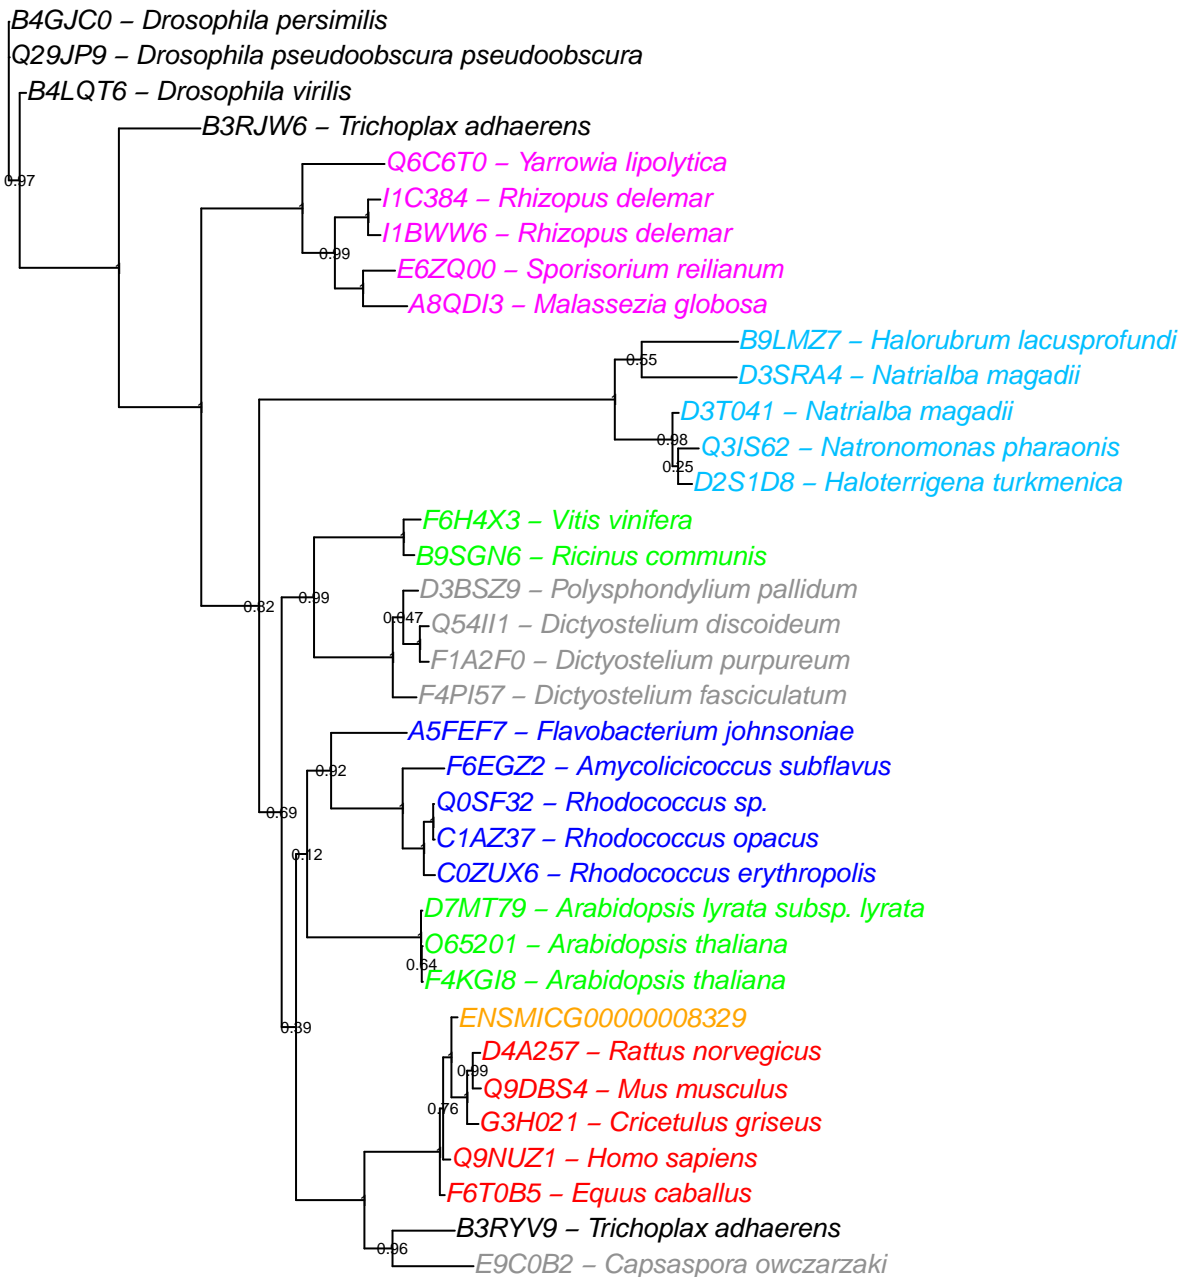 B4GJC0 – Drosophila persimilis
Q29JP9 – Drosophila pseudoobscura pseudoobscura
B4LQT6 – Drosophila virilis
B3RJW6 – Trichoplax adhaerens
Q6C6T0 – Yarrowia lipolytica
0.97
I1C384 – Rhizopus delemar
I1BWW6 – Rhizopus delemar
0.99
E6ZQ00 – Sporisorium reilianum
A8QDI3 – Malassezia globosa
B9LMZ7 – Halorubrum lacusprofundi
0.55
D3SRA4 – Natrialba magadii
D3T041 – Natrialba magadii
0.98
Q3IS62 – Natronomonas pharaonis
0.25
D2S1D8 – Haloterrigena turkmenica
F6H4X3 – Vitis vinifera
B9SGN6 – Ricinus communis
D3BSZ9 – Polysphondylium pallidum
0.82
0.99
0.047
Q54II1 – Dictyostelium discoideum
F1A2F0 – Dictyostelium purpureum
F4PI57 – Dictyostelium fasciculatum
A5FEF7 – Flavobacterium johnsoniae
0.92
F6EGZ2 – Amycolicicoccus subflavus
Q0SF32 – Rhodococcus sp.
0.69
C1AZ37 – Rhodococcus opacus
0.12
C0ZUX6 – Rhodococcus erythropolis
D7MT79 – Arabidopsis lyrata subsp. lyrata
O65201 – Arabidopsis thaliana
0.64
F4KGI8 – Arabidopsis thaliana
ENSMICG00000008329
0.39
D4A257 – Rattus norvegicus
0.99
Q9DBS4 – Mus musculus
0.76
G3H021 – Cricetulus griseus
Q9NUZ1 – Homo sapiens
F6T0B5 – Equus caballus
B3RYV9 – Trichoplax adhaerens
0.96
E9C0B2 – Capsaspora owczarzaki